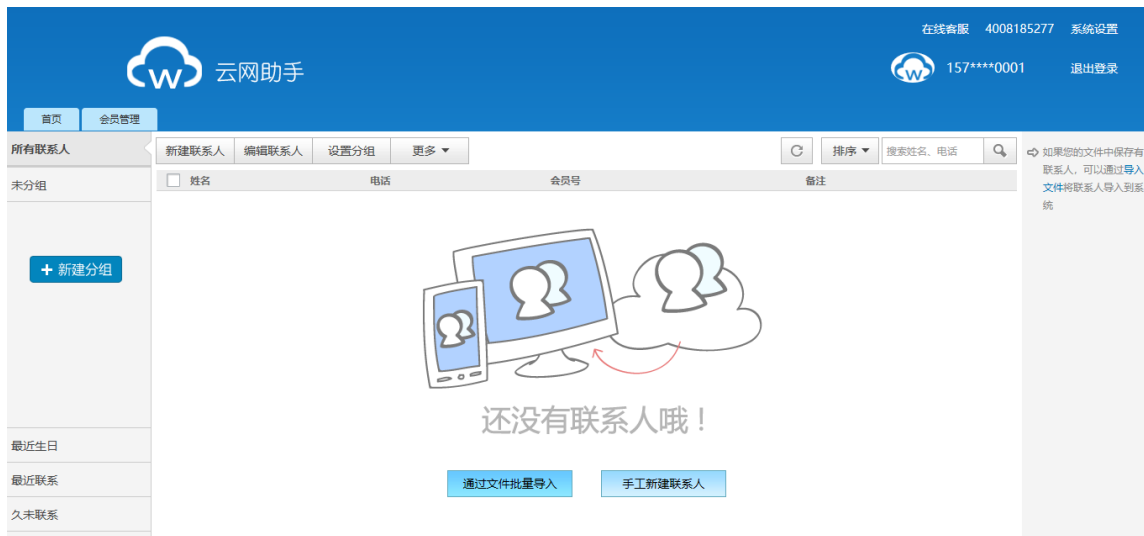 在线客服 4008185277 系统设置
W 云网助手
W 157****0001 退出登录
首页 会员管理
所有联系人
新建联系人 编辑联系人 设置分组 更多
排序 搜索姓名、电话
如果您的文件中保存有
联系人，可以通过导入
文件将联系人导入到系
统
未分组
姓名 电话 会员号 备注
新建分组
还没有联系人哦！
最近生日
最近联系
久未联系
通过文件批量导入 手工新建联系人